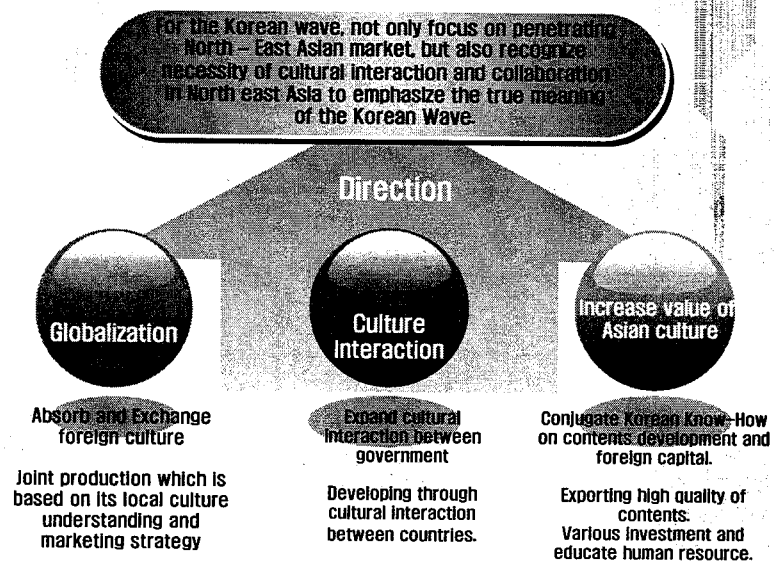 For the Korean wave, not only focus on penetrating
North - East Asian market, but also recognize
necessity of cultural interaction and collaboration
in North east Asia to emphasize the true meaning
of the Korean Wave.
Direction
Globalization
Absorb and Exchange
foreign culture
Joint production which is
based on its local culture
understanding and
marketing strategy
Culture
Interaction
Expand cultural
interaction between
government
Developing through
cultural interaction
between countries.
Increase value of
Asian culture
Conjugate Korean Know-How
on contents development and
foreign capital.
Exporting high quality of
contents.
Various investment and
educate human resource.